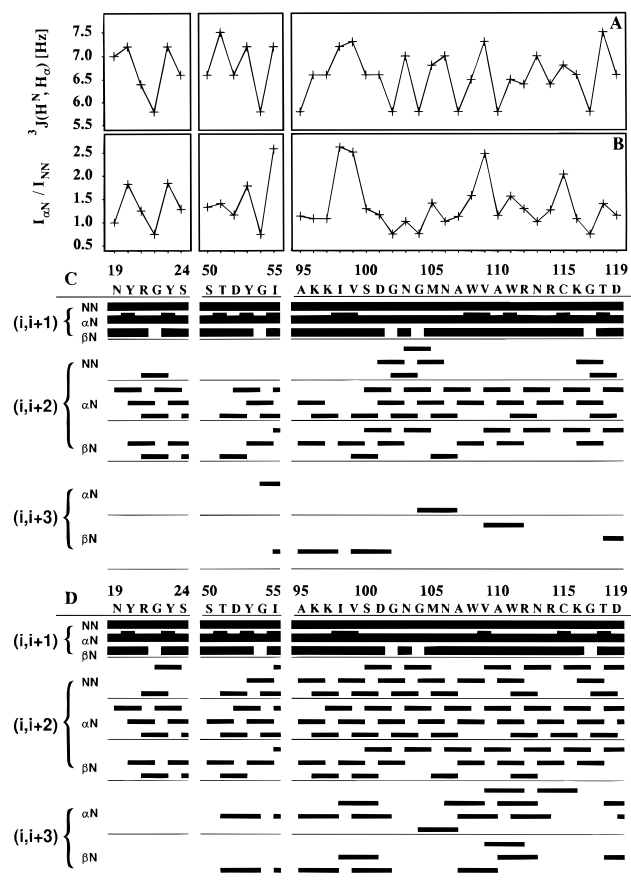 A
³J(Hᴺ, Hα) [Hz]
7.5
7.0
6.5
6.0
5.5
B
IαN / INN
2.5
2.0
1.5
1.0
0.5
19 24 50 55 95 100 105 110 115 119
C N Y R G Y S S T D Y G I A K K I V S D G N G M N A W V A W R N R C K G T D
(i,i+1) { NN
αN
βN
NN
(i,i+2) { αN
βN
αN
(i,i+3) {
βN
19 24 50 55 95 100 105 110 115 119
D N Y R G Y S S T D Y G I A K K I V S D G N G M N A W V A W R N R C K G T D
(i,i+1) { NN
αN
βN
NN
(i,i+2) { αN
βN
αN
(i,i+3) {
βN